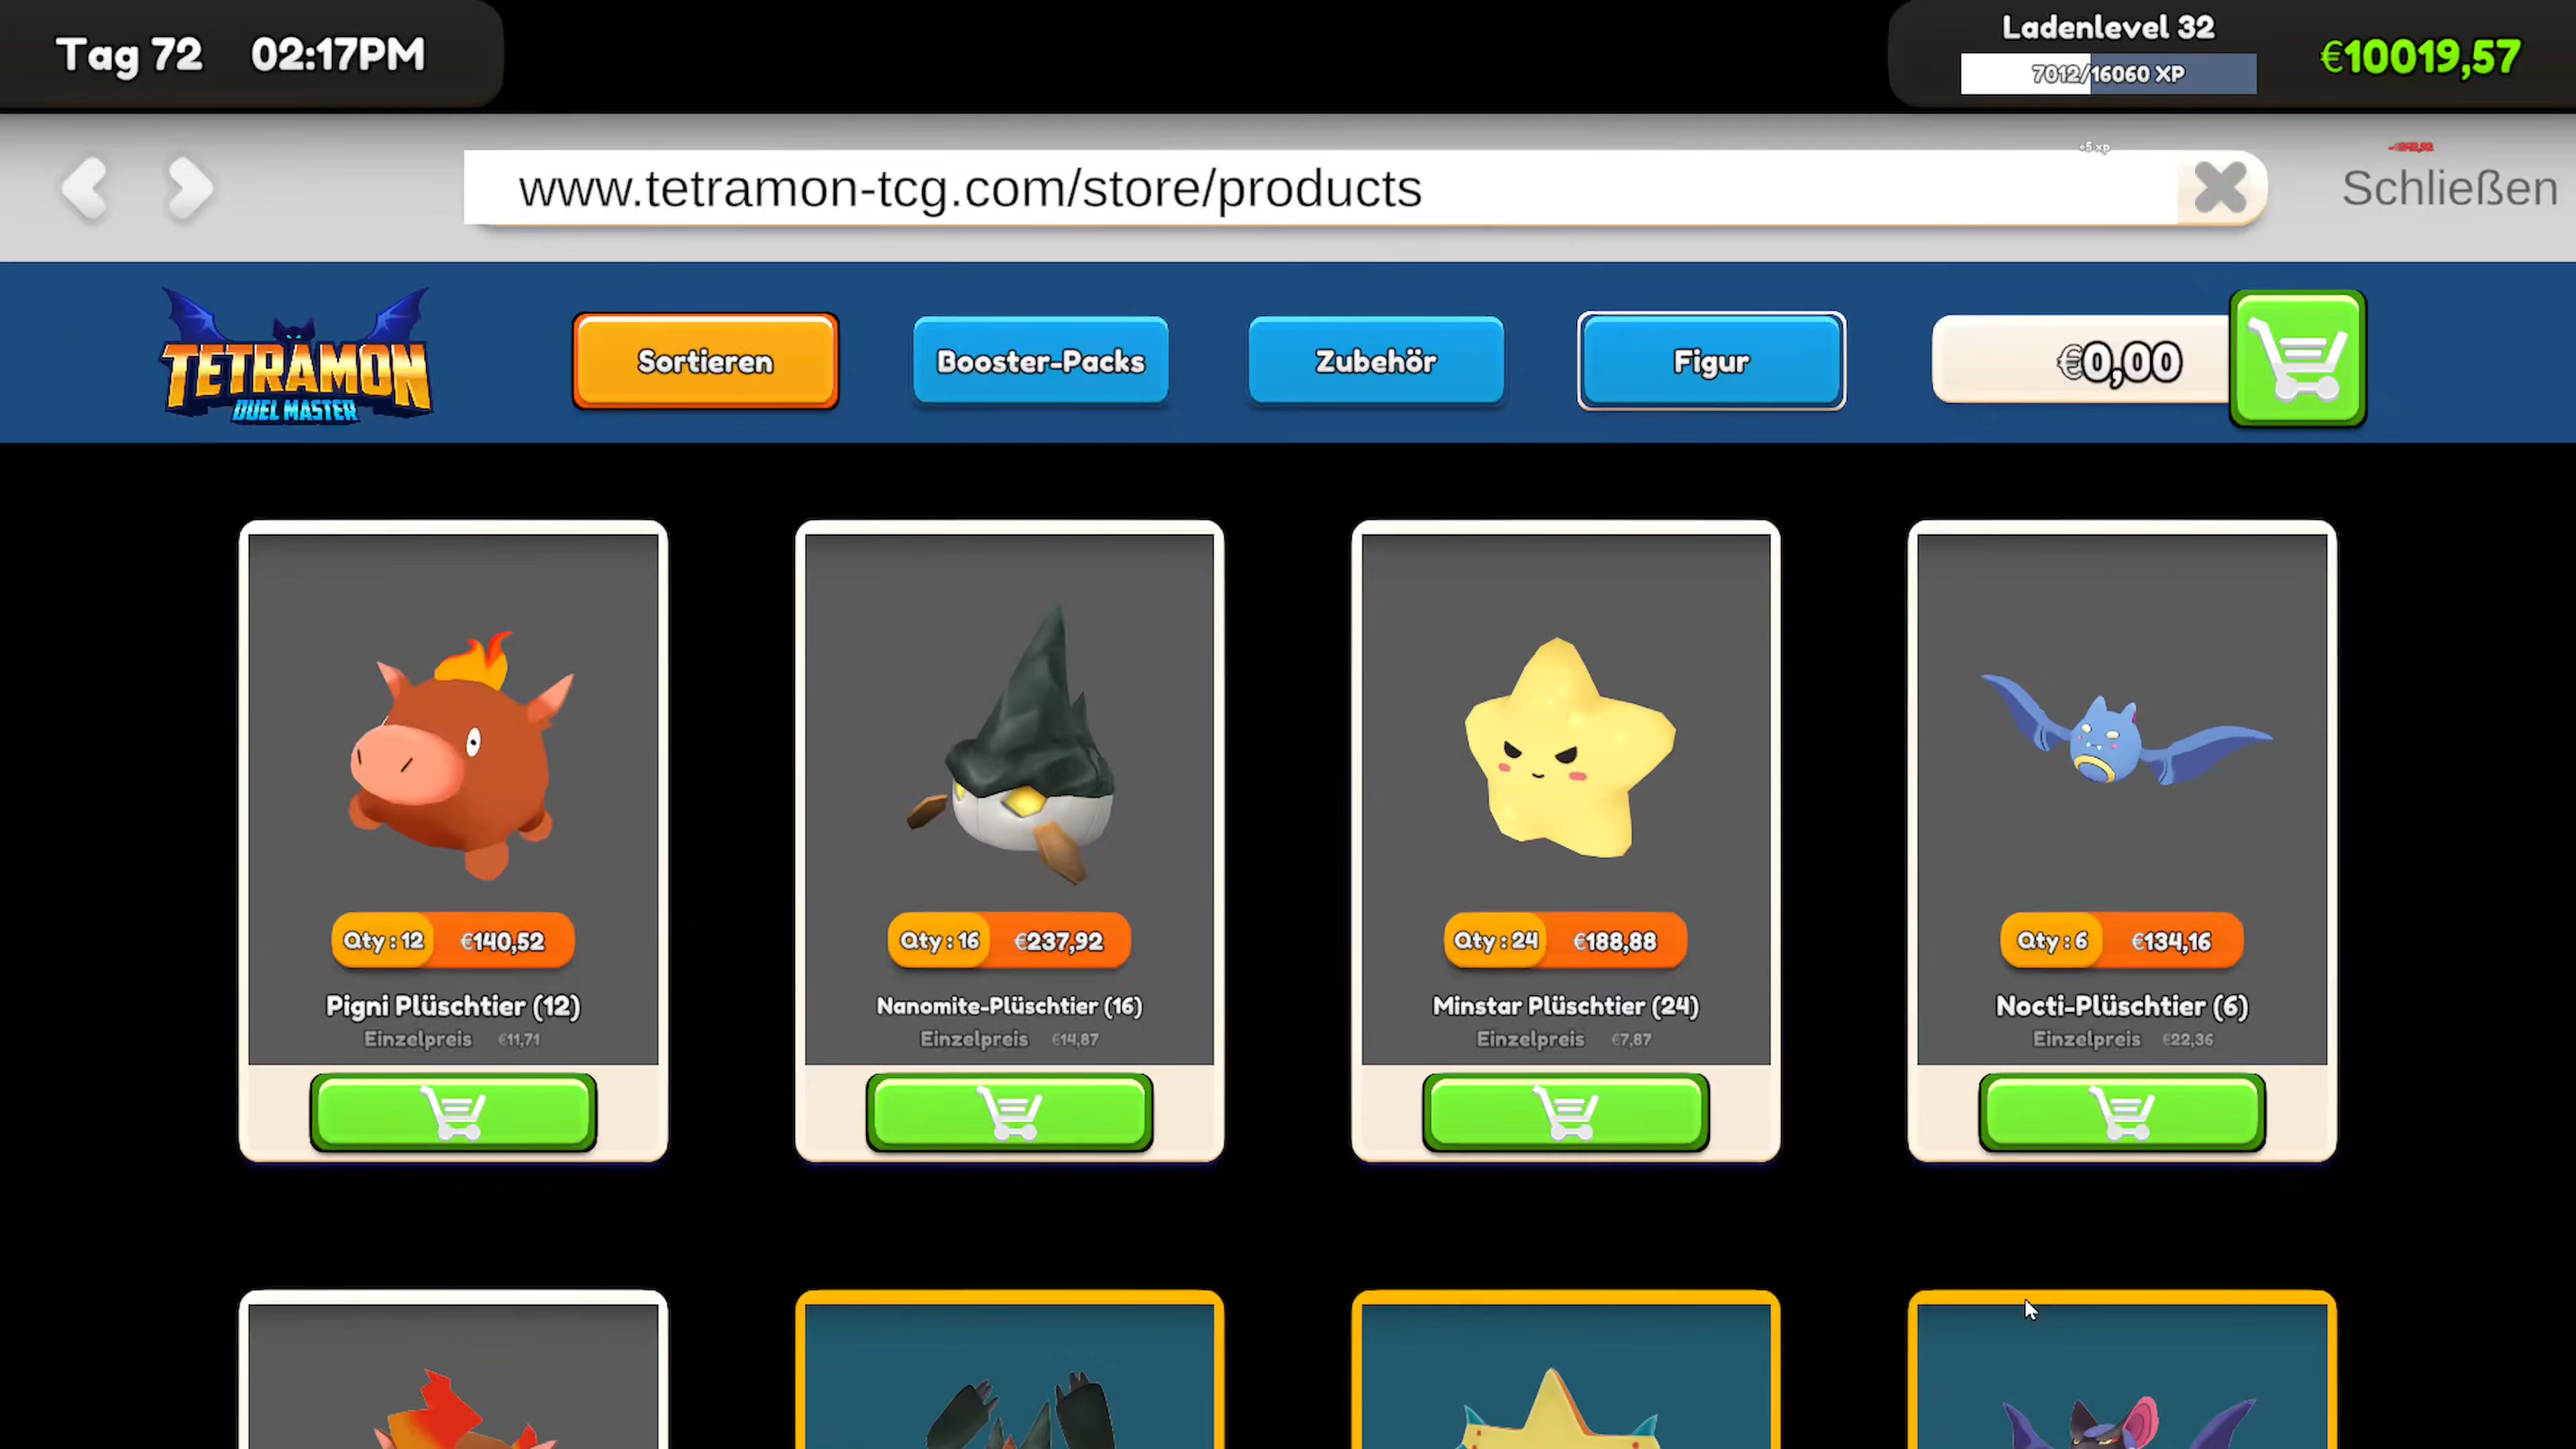 Tag 72 02:17PM
Ladenlevel 32
7012/16060 XP
€10019,57
+5 xp
www.tetramon-tcg.com/store/products
Schließen
TETRAMON
DUEL MASTER
Sortieren
Booster-Packs
Zubehör
Figur
€0,00
Qty:12 €140,52
Pigni Plüschtier (12)
Einzelpreis €11,71
Qty:16 €237,92
Nanomite-Plüschtier (16)
Einzelpreis €14,87
Qty:24 €188,88
Minstar Plüschtier (24)
Einzelpreis €7,87
Qty:6 €134,16
Nocti-Plüschtier (6)
Einzelpreis €22,36